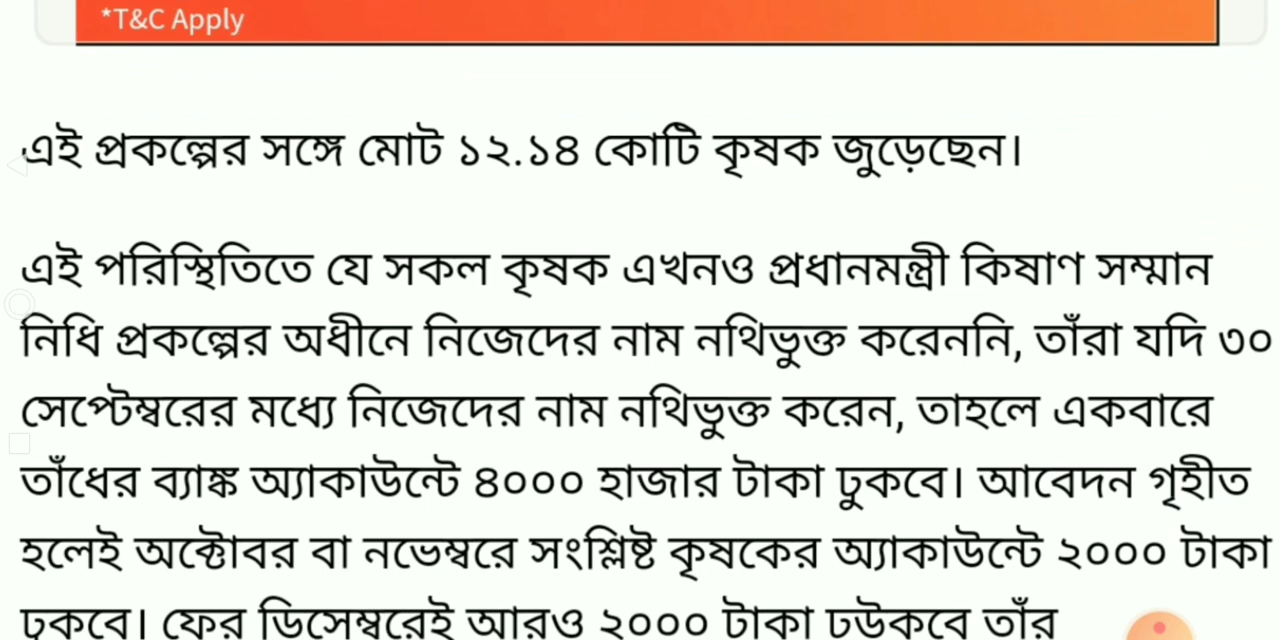 *T&C Apply
এই প্রকল্পের সঙ্গে মোট ১২.১৪ কোটি কৃষক জুড়েছেন।
এই পরিস্থিতিতে যে সকল কৃষক এখনও প্রধানমন্ত্রী কিষাণ সম্মান
নিধি প্রকল্পের অধীনে নিজেদের নাম নথিভুক্ত করেননি, তাঁরা যদি ৩০
সেপ্টেম্বরের মধ্যে নিজেদের নাম নথিভুক্ত করেন, তাহলে একবারে
তাঁধের ব্যাঙ্ক অ্যাকাউন্টে ৪০০০ হাজার টাকা ঢুকবে। আবেদন গৃহীত
হলেই অক্টোবর বা নভেম্বরে সংশ্লিষ্ট কৃষকের অ্যাকাউন্টে ২০০০ টাকা
ঢুকবে। ফের ডিসেম্বরেই আরও ২০০০ টাকা ঢউকবে তাঁর